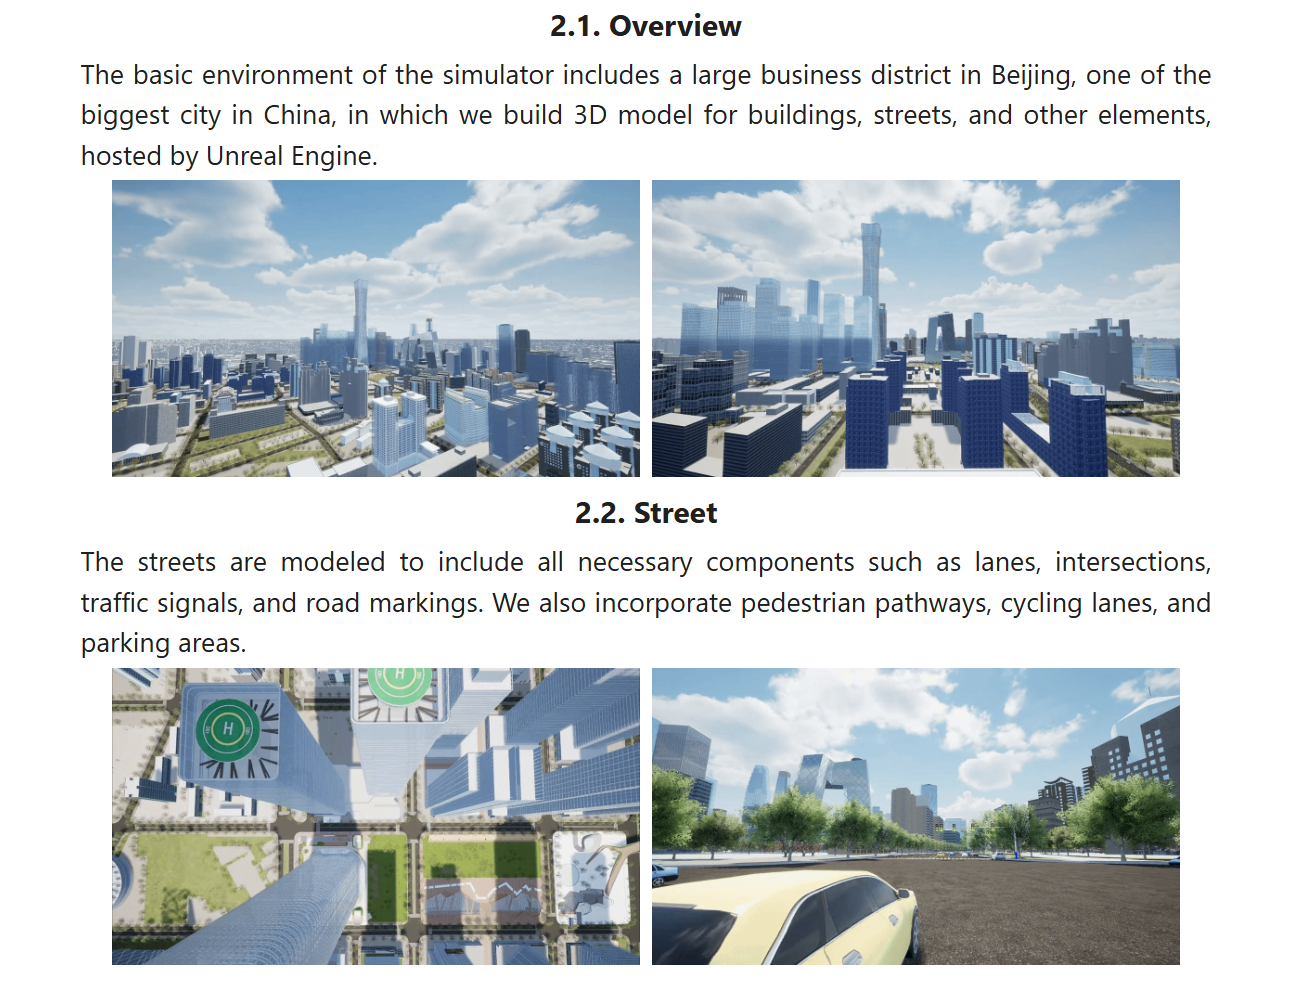 2.1. Overview
The basic environment of the simulator includes a large business district in Beijing, one of the
biggest city in China, in which we build 3D model for buildings, streets, and other elements,
hosted by Unreal Engine.
2.2. Street
The streets are modeled to include all necessary components such as lanes, intersections,
traffic signals, and road markings. We also incorporate pedestrian pathways, cycling lanes, and
parking areas.
H
H